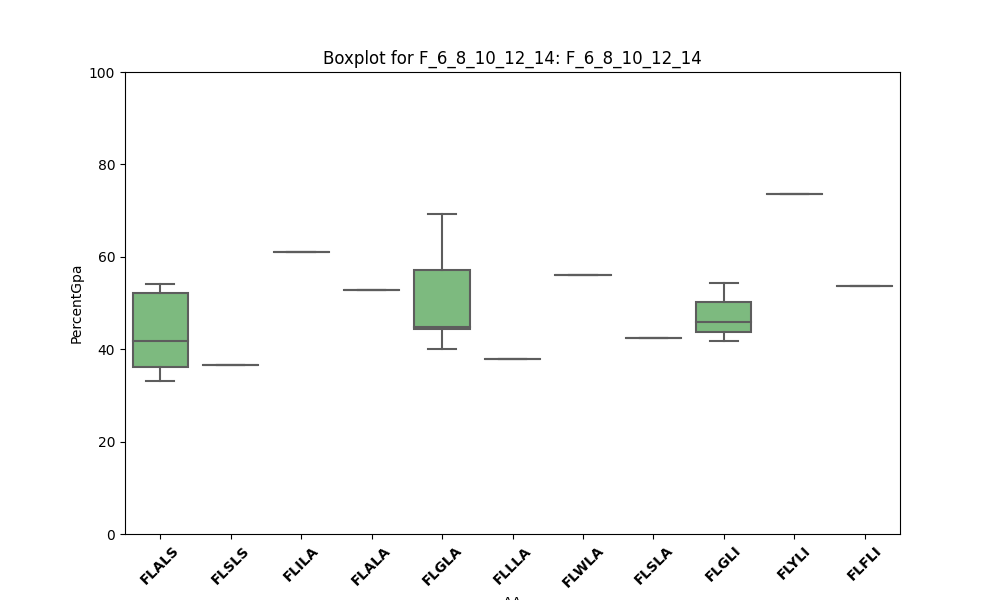 Boxplot for F_6_8_10_12_14: F_6_8_10_12_14
100
80
60
40
20
0
PercentGpa
FLALS
FLSLS
FLILA
FLALA
FLGLA
FLLLA
FLWLA
FLSLA
FLGLI
FLYLI
FLFLI